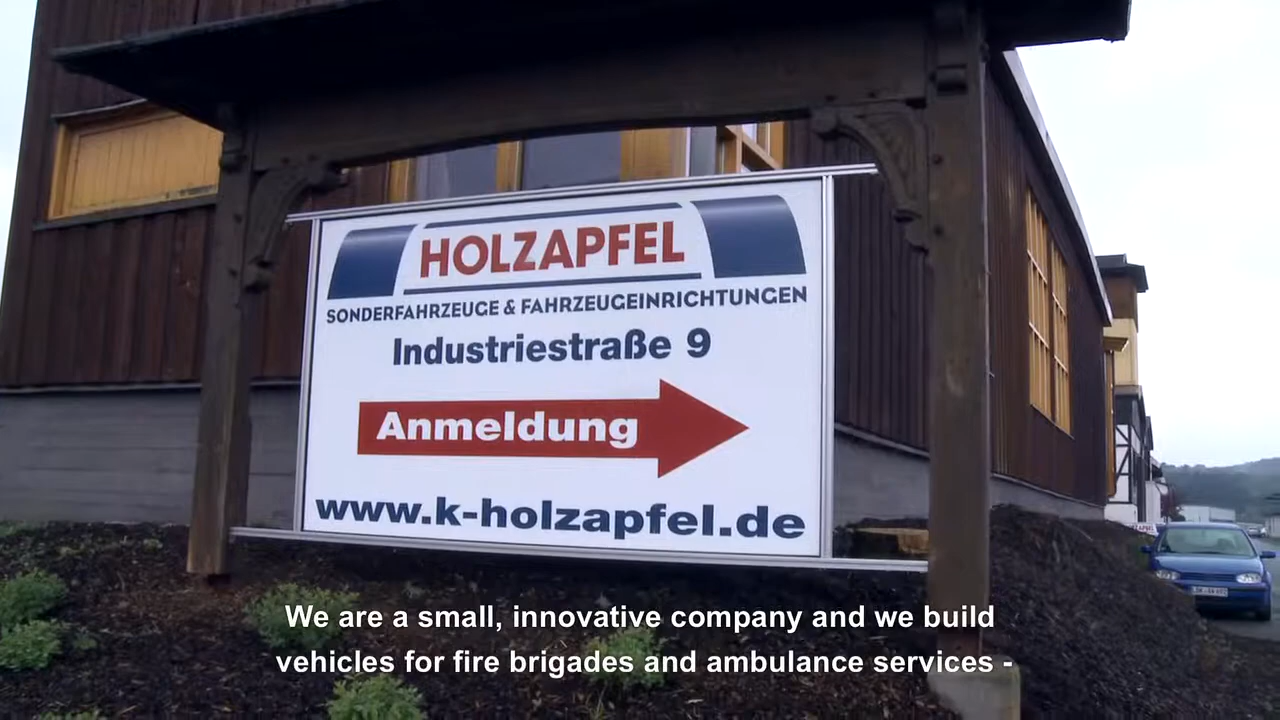 HOLZAPFEL
SONDERFAHRZEUGE & FAHRZEUGEINRICHTUNGEN
Industriestraße 9
Anmeldung
www.k-holzapfel.de
We are a small, innovative company and we build
vehicles for fire brigades and ambulance services -